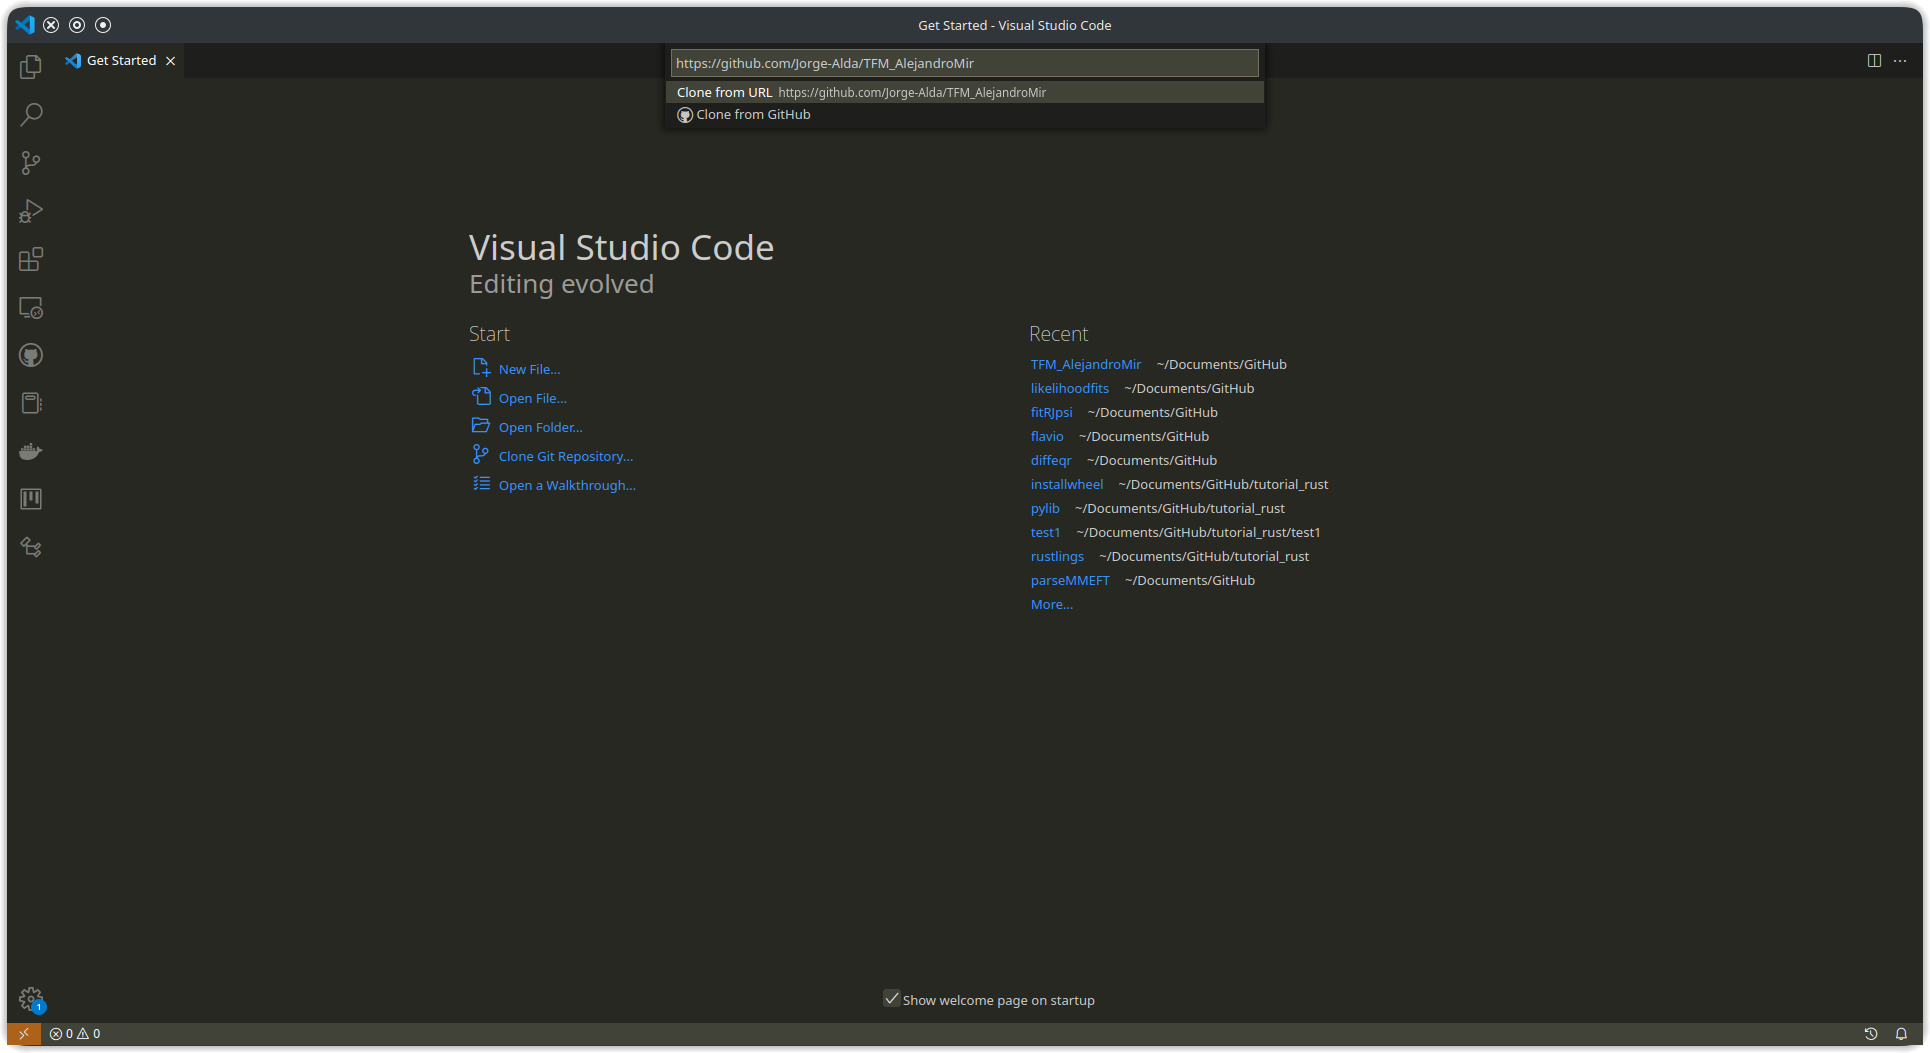 Get Started - Visual Studio Code
Get Started
https://github.com/Jorge-Alda/TFM_AlejandroMir
Clone from URL https://github.com/Jorge-Alda/TFM_AlejandroMir
Clone from GitHub
Visual Studio Code
Editing evolved
Start
New File...
Open File...
Open Folder...
Clone Git Repository...
Open a Walkthrough...
Recent
TFM_AlejandroMir ~/Documents/GitHub
likelihoodfits ~/Documents/GitHub
fitRJpsi ~/Documents/GitHub
flavio ~/Documents/GitHub
diffeqr ~/Documents/GitHub
installwheel ~/Documents/GitHub/tutorial_rust
pylib ~/Documents/GitHub/tutorial_rust
test1 ~/Documents/GitHub/tutorial_rust/test1
rustlings ~/Documents/GitHub/tutorial_rust
parseMMEFT ~/Documents/GitHub
More...
Show welcome page on startup
1
0 0